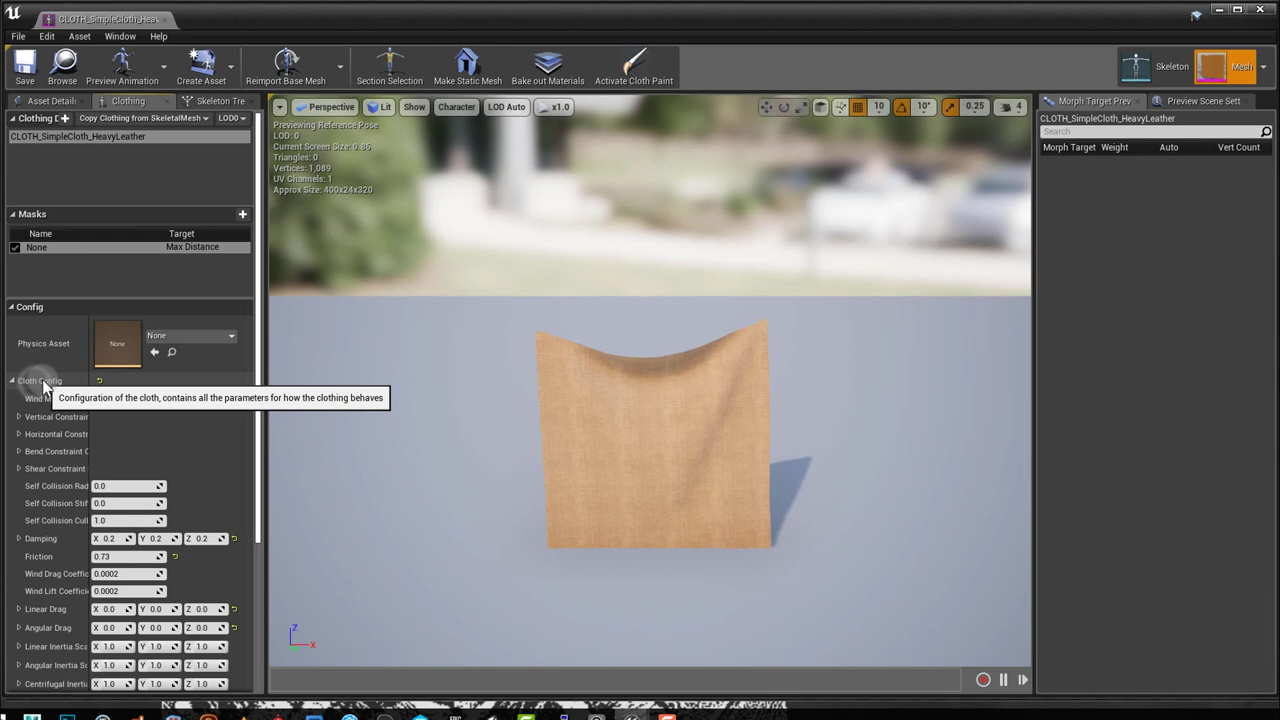 CLOTH_SimpleCloth_Heav
File Edit Asset Window Help
Save Browse Preview Animation Create Asset Reimport Base Mesh Section Selection Make Static Mesh Bake out Materials Activate Cloth Paint Skeleton Mesh
Asset Detail Clothing Skeleton Tre
Clothing D Copy Clothing from SkeletalMesh LOD0
CLOTH_SimpleCloth_HeavyLeather
Masks
Name Target
None Max Distance
Config
Physics Asset None None
Cloth Config
Configuration of the cloth, contains all the parameters for how the clothing behaves
Wind M
Vertical Constrain
Horizontal Constr
Bend Constraint C
Shear Constraint
Self Collision Rad 0.0
Self Collision Stif 0.0
Self Collision Cul 1.0
Damping X 0.2 Y 0.2 Z 0.2
Friction 0.73
Wind Drag Coeffic 0.0002
Wind Lift Coeffici 0.0002
Linear Drag X 0.0 Y 0.0 Z 0.0
Angular Drag X 0.0 Y 0.0 Z 0.0
Linear Inertia Sca X 1.0 Y 1.0 Z 1.0
Angular Inertia Sc X 1.0 Y 1.0 Z 1.0
Centrifugal Inerti X 1.0 Y 1.0 Z 1.0
Perspective Lit Show Character LOD Auto x1.0 10 10° 0.25 4
Previewing Reference Pose
LOD: 0
Current Screen Size: 0.86
Triangles: 0
Vertices: 1,089
UV Channels: 1
Approx Size: 400x24x320
Z
X
Morph Target Prev Preview Scene Sett
CLOTH_SimpleCloth_HeavyLeather
Search
Morph Target Weight Auto Vert Count